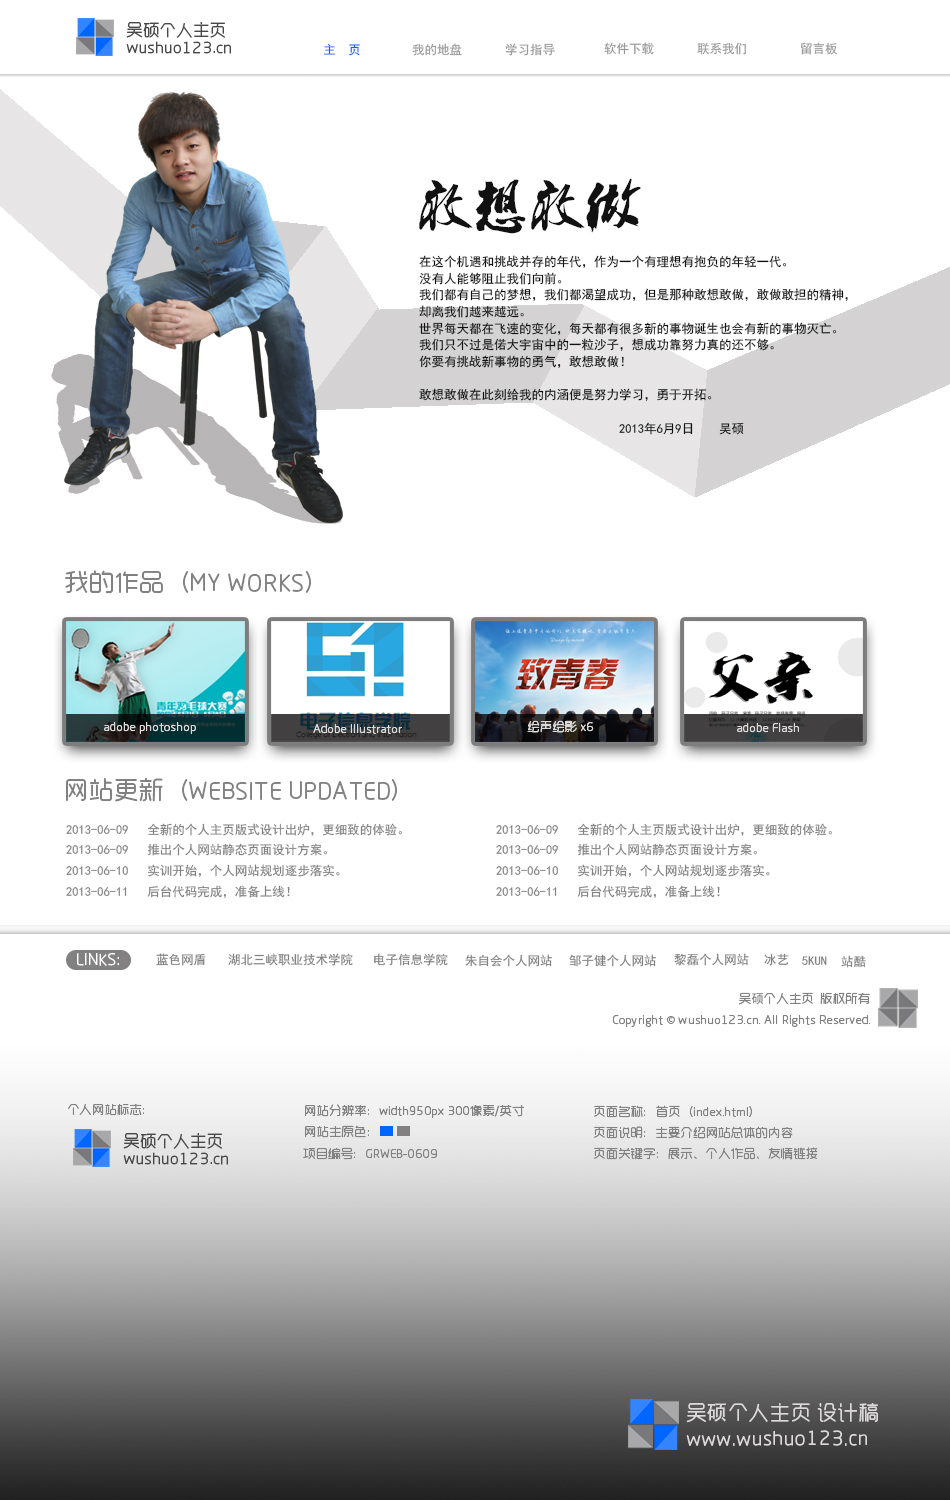 吴硕个人主页
wushuo123.cn
主 页
我的地盘
学习指导
软件下载
联系我们
留言板
敢想敢做
在这个机遇和挑战并存的年代，作为一个有理想有抱负的年轻一代。
没有人能够阻止我们向前。
我们都有自己的梦想，我们都渴望成功，但是那种敢想敢做，敢做敢担的精神，
却离我们越来越远。
世界每天都在飞速的变化，每天都有很多新的事物诞生也会有新的事物灭亡。
我们只不过是偌大宇宙中的一粒沙子，想成功靠努力真的还不够。
你要有挑战新事物的勇气，敢想敢做！
敢想敢做在此刻给我的内涵便是努力学习，勇于开拓。
2013年6月9日 吴硕
我的作品（MY WORKS）
青年羽毛球大赛
adobe photoshop
电子信息学院
College of Electron and Information
Adobe Illustrator
致青春
绘声绘影 x6
父亲
adobe Flash
网站更新（WEBSITE UPDATED）
2013-06-09 全新的个人主页版式设计出炉，更细致的体验。
2013-06-09 推出个人网站静态页面设计方案。
2013-06-10 实训开始，个人网站规划逐步落实。
2013-06-11 后台代码完成，准备上线！
2013-06-09 全新的个人主页版式设计出炉，更细致的体验。
2013-06-09 推出个人网站静态页面设计方案。
2013-06-10 实训开始，个人网站规划逐步落实。
2013-06-11 后台代码完成，准备上线！
LINKS: 蓝色网盾 湖北三峡职业技术学院 电子信息学院 朱自会个人网站 邹子健个人网站 黎磊个人网站 冰艺 5KUN 站酷
吴硕个人主页 版权所有
Copyright © wushuo123.cn. All Rights Reserved.
个人网站标志:
吴硕个人主页
wushuo123.cn
网站分辨率: width950px 300像素/英寸
网站主原色:
项目编号: GRWEB-0609
页面名称: 首页（index.html）
页面说明: 主要介绍网站总体的内容
页面关键字: 展示、个人作品、友情链接
吴硕个人主页 设计稿
www.wushuo123.cn